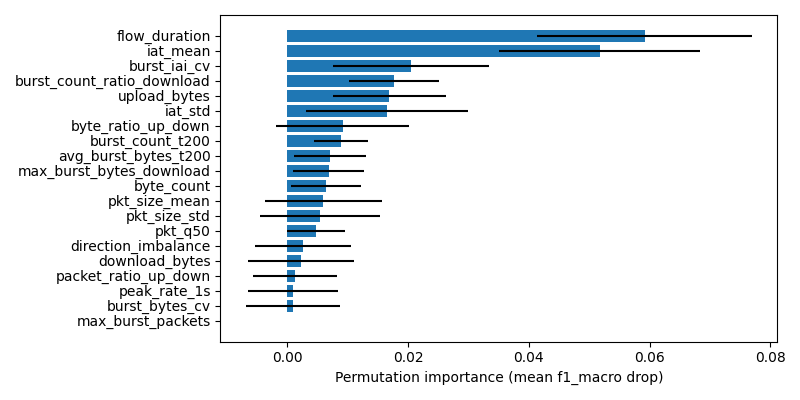 flow_duration
iat_mean
burst_iai_cv
burst_count_ratio_download
upload_bytes
iat_std
byte_ratio_up_down
burst_count_t200
avg_burst_bytes_t200
max_burst_bytes_download
byte_count
pkt_size_mean
pkt_size_std
pkt_q50
direction_imbalance
download_bytes
packet_ratio_up_down
peak_rate_1s
burst_bytes_cv
max_burst_packets
0.00 0.02 0.04 0.06 0.08
Permutation importance (mean f1_macro drop)